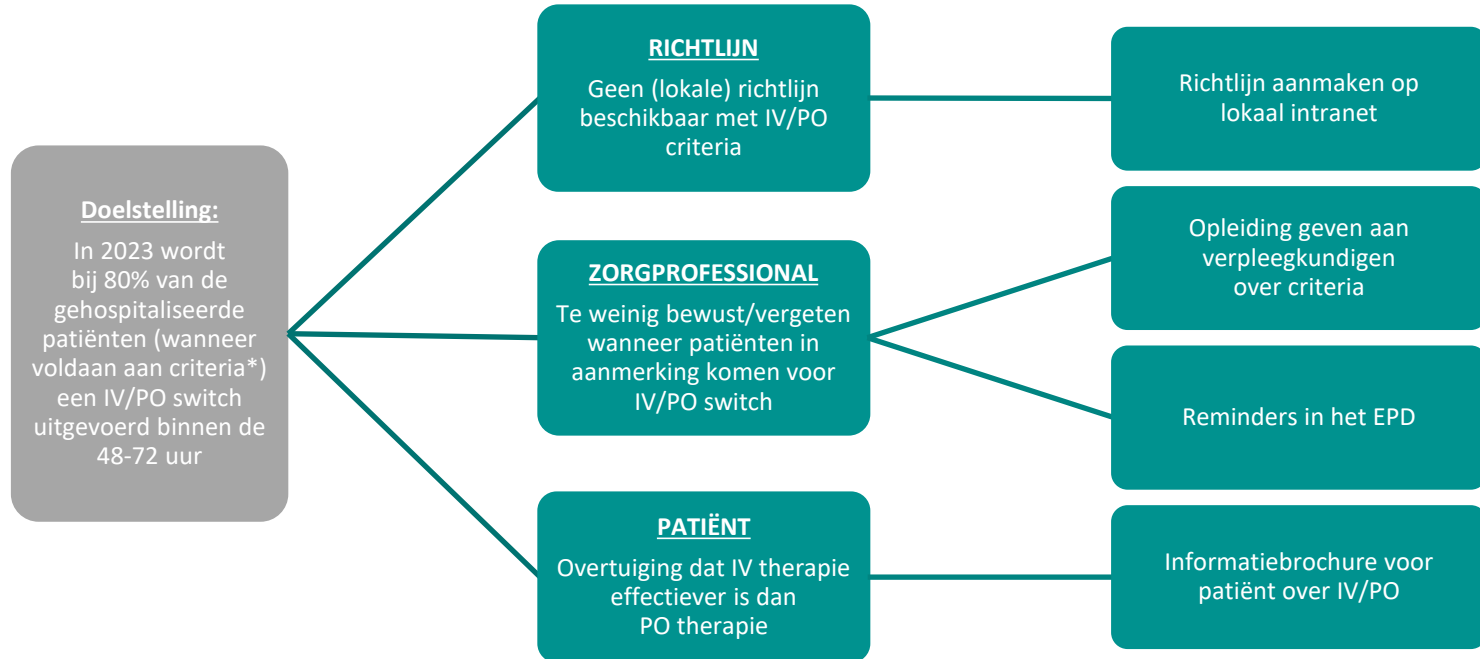 Doelstelling:
In 2023 wordt
bij 80% van de
gehospitaliseerde
patiënten (wanneer
voldaan aan criteria*)
een IV/PO switch
uitgevoerd binnen de
48-72 uur
RICHTLIJN
Geen (lokale) richtlijn
beschikbaar met IV/PO
criteria
ZORGPROFESSIONAL
Te weinig bewust/vergeten
wanneer patiënten in
aanmerking komen voor
IV/PO switch
PATIËNT
Overtuiging dat IV therapie
effectiever is dan
PO therapie
Richtlijn aanmaken op
lokaal intranet
Opleiding geven aan
verpleegkundigen
over criteria
Reminders in het EPD
Informatiebrochure voor
patiënt over IV/PO